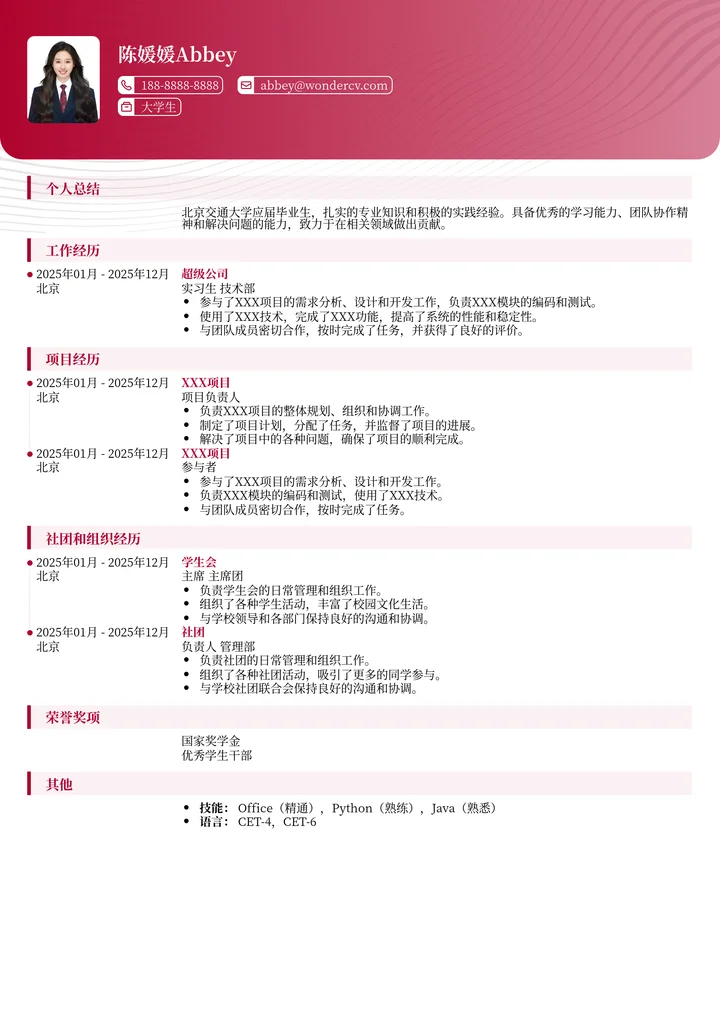 陈媛媛Abbey
188-8888-8888
abbey@wondercv.com
大学生
个人总结
北京交通大学应届毕业生，扎实的专业知识和积极的实践经验。具备优秀的学习能力、团队协作精
神和解决问题的能力，致力于在相关领域做出贡献。
工作经历
2025年01月 - 2025年12月
超级公司
北京
实习生 技术部
• 参与了XXX项目的需求分析、设计和开发工作，负责XXX模块的编码和测试。
• 使用了XXX技术，完成了XXX功能，提高了系统的性能和稳定性。
• 与团队成员密切合作，按时完成了任务，并获得了良好的评价。
项目经历
2025年01月 - 2025年12月
XXX项目
北京
项目负责人
• 负责XXX项目的整体规划、组织和协调工作。
• 制定了项目计划，分配了任务，并监督了项目的进展。
• 解决了项目中的各种问题，确保了项目的顺利完成。
2025年01月 - 2025年12月
XXX项目
北京
参与者
• 参与了XXX项目的需求分析、设计和开发工作。
• 负责XXX模块的编码和测试，使用了XXX技术。
• 与团队成员密切合作，按时完成了任务。
社团和组织经历
2025年01月 - 2025年12月
学生会
北京
主席 主席团
• 负责学生会的日常管理和组织工作。
• 组织了各种学生活动，丰富了校园文化生活。
• 与学校领导和各部门保持良好的沟通和协调。
2025年01月 - 2025年12月
社团
北京
负责人 管理部
• 负责社团的日常管理和组织工作。
• 组织了各种社团活动，吸引了更多的同学参与。
• 与学校社团联合会保持良好的沟通和协调。
荣誉奖项
国家奖学金
优秀学生干部
其他
• 技能： Office（精通）, Python（熟练）, Java（熟悉）
• 语言： CET-4，CET-6